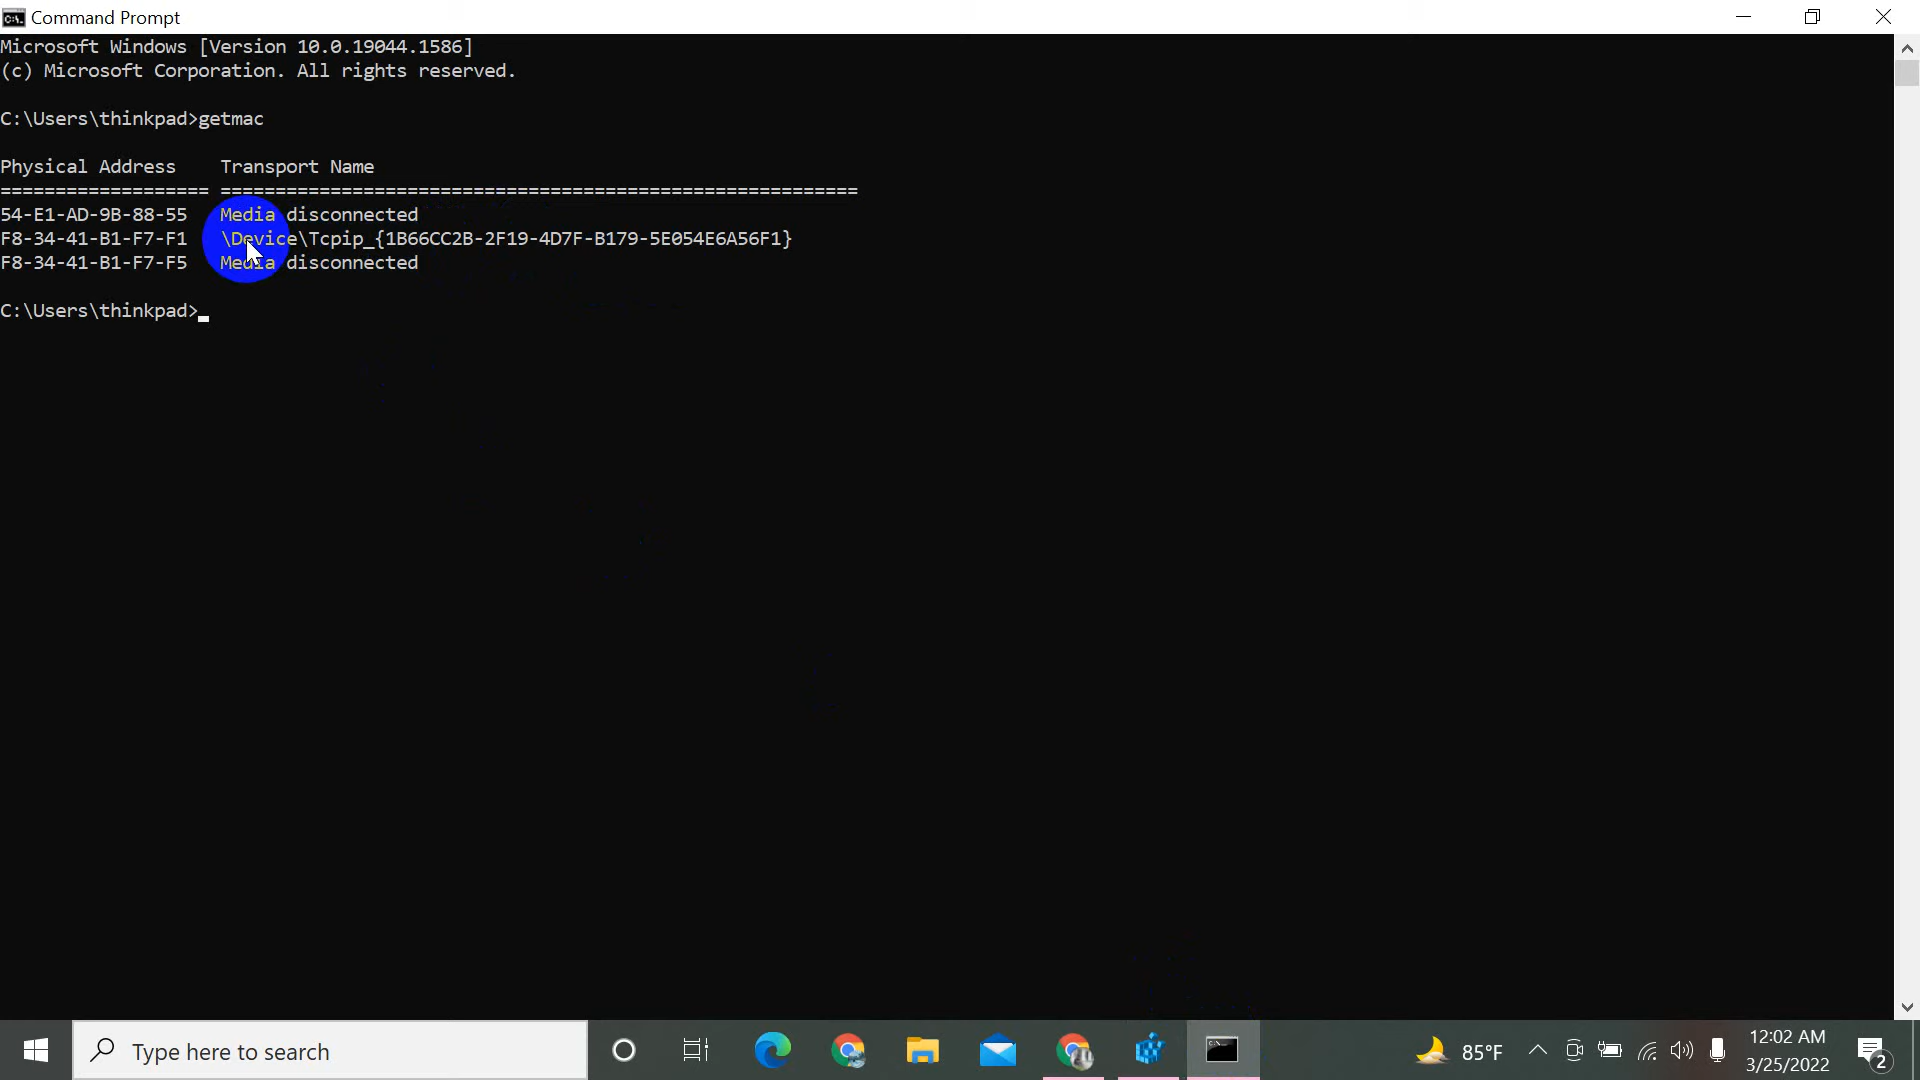 Command Prompt
Microsoft Windows [Version 10.0.19044.1586]
(c) Microsoft Corporation. All rights reserved.
C:\Users\thinkpad>getmac
Physical Address    Transport Name
=================== ==========================================================
54-E1-AD-9B-88-55   Media disconnected
F8-34-41-B1-F7-F1   \Device\Tcpip_{1B66CC2B-2F19-4D7F-B179-5E054E6A56F1}
F8-34-41-B1-F7-F5   Media disconnected
C:\Users\thinkpad>
Type here to search
85°F
12:02 AM
3/25/2022
2